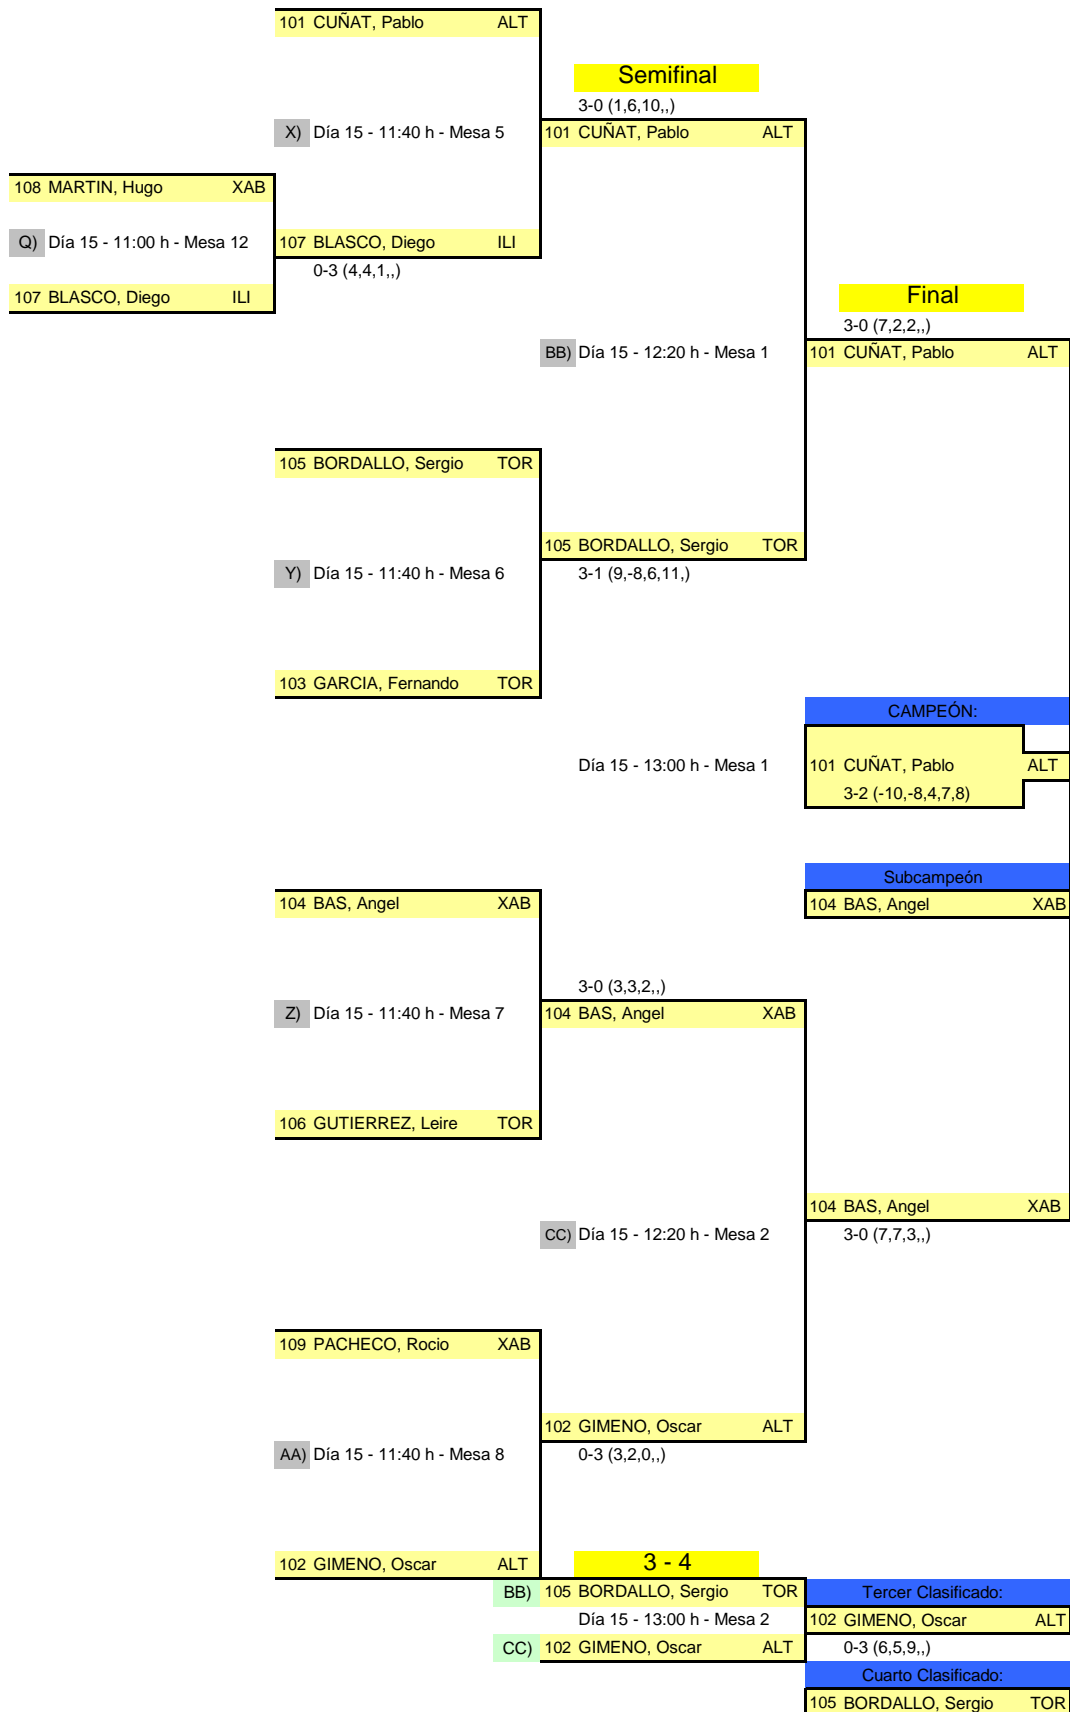 101 CUÑAT, Pablo ALT
Semifinal
3-0 (1,6,10,,)
X) Día 15 - 11:40 h - Mesa 5
101 CUÑAT, Pablo ALT
108 MARTIN, Hugo XAB
Q) Día 15 - 11:00 h - Mesa 12
107 BLASCO, Diego ILI
0-3 (4,4,1,,)
107 BLASCO, Diego ILI
Final
3-0 (7,2,2,,)
BB) Día 15 - 12:20 h - Mesa 1
101 CUÑAT, Pablo ALT
105 BORDALLO, Sergio TOR
105 BORDALLO, Sergio TOR
Y) Día 15 - 11:40 h - Mesa 6
3-1 (9,-8,6,11,)
103 GARCIA, Fernando TOR
CAMPEÓN:
Día 15 - 13:00 h - Mesa 1
101 CUÑAT, Pablo ALT
3-2 (-10,-8,4,7,8)
Subcampeón
104 BAS, Angel XAB
104 BAS, Angel XAB
3-0 (3,3,2,,)
Z) Día 15 - 11:40 h - Mesa 7
104 BAS, Angel XAB
106 GUTIERREZ, Leire TOR
104 BAS, Angel XAB
CC) Día 15 - 12:20 h - Mesa 2
3-0 (7,7,3,,)
109 PACHECO, Rocio XAB
102 GIMENO, Oscar ALT
AA) Día 15 - 11:40 h - Mesa 8
0-3 (3,2,0,,)
102 GIMENO, Oscar ALT
3 - 4
BB) 105 BORDALLO, Sergio TOR
Tercer Clasificado:
Día 15 - 13:00 h - Mesa 2
102 GIMENO, Oscar ALT
CC) 102 GIMENO, Oscar ALT
0-3 (6,5,9,,)
Cuarto Clasificado:
105 BORDALLO, Sergio TOR